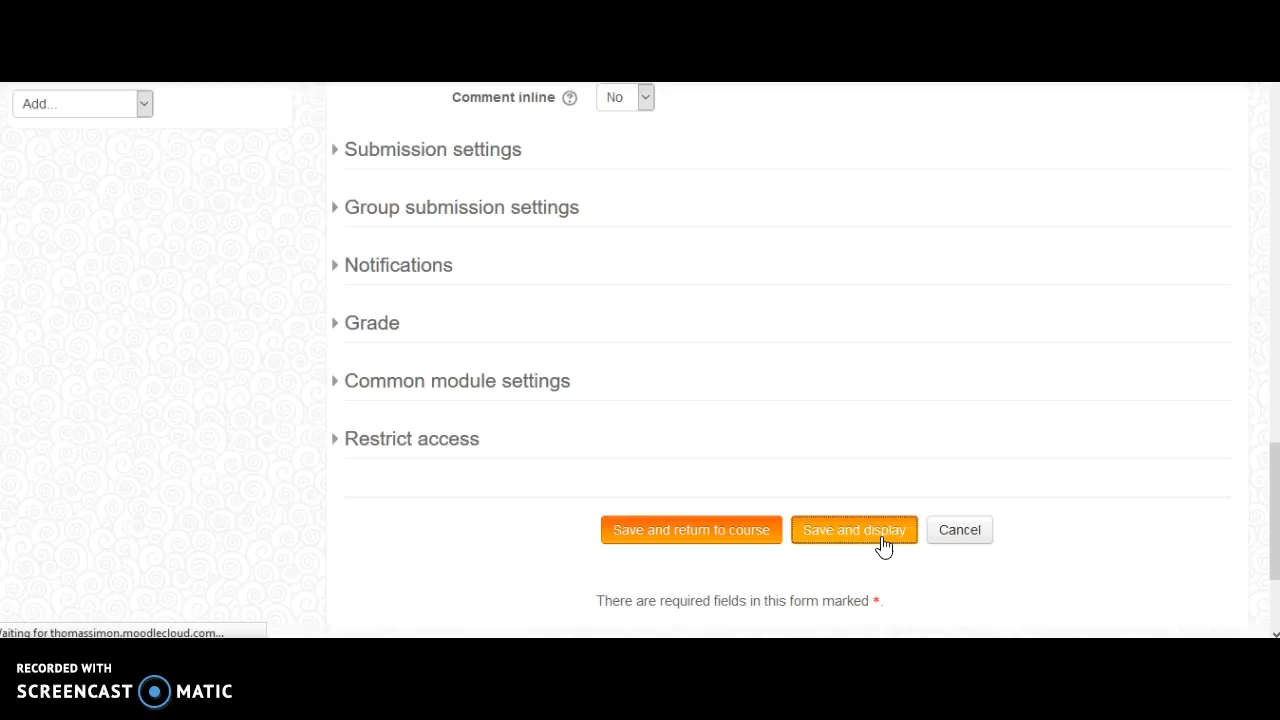 Add...
Comment inline
No
Submission settings
Group submission settings
Notifications
Grade
Common module settings
Restrict access
Save and return to course
Save and display
Cancel
There are required fields in this form marked *.
aiting for thomassimon.moodlecloud.com...
RECORDED WITH
SCREENCAST MATIC